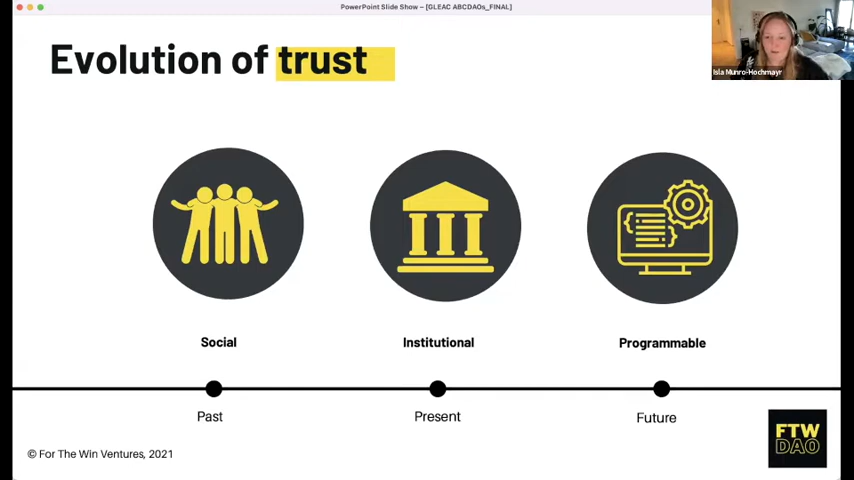 PowerPoint Slide Show – [GLEAC ABCDAOs_FINAL]
Evolution of trust
Isla Munro-Hochmayr
Social
Institutional
Programmable
Past
Present
Future
© For The Win Ventures, 2021
FTW
DAO